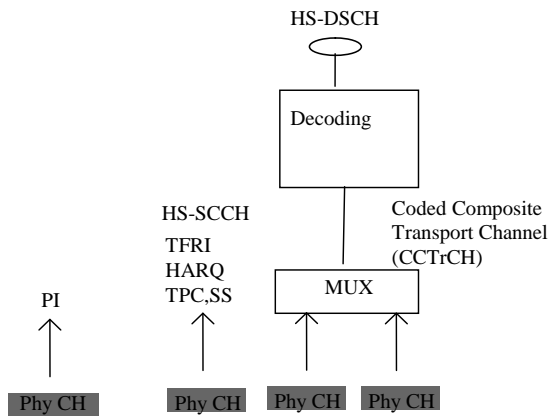 HS-DSCH
Decoding
HS-SCCH
TFRI
HARQ
TPC,SS
Coded Composite
Transport Channel
(CCTrCH)
MUX
PI
Phy CH
Phy CH
Phy CH
Phy CH